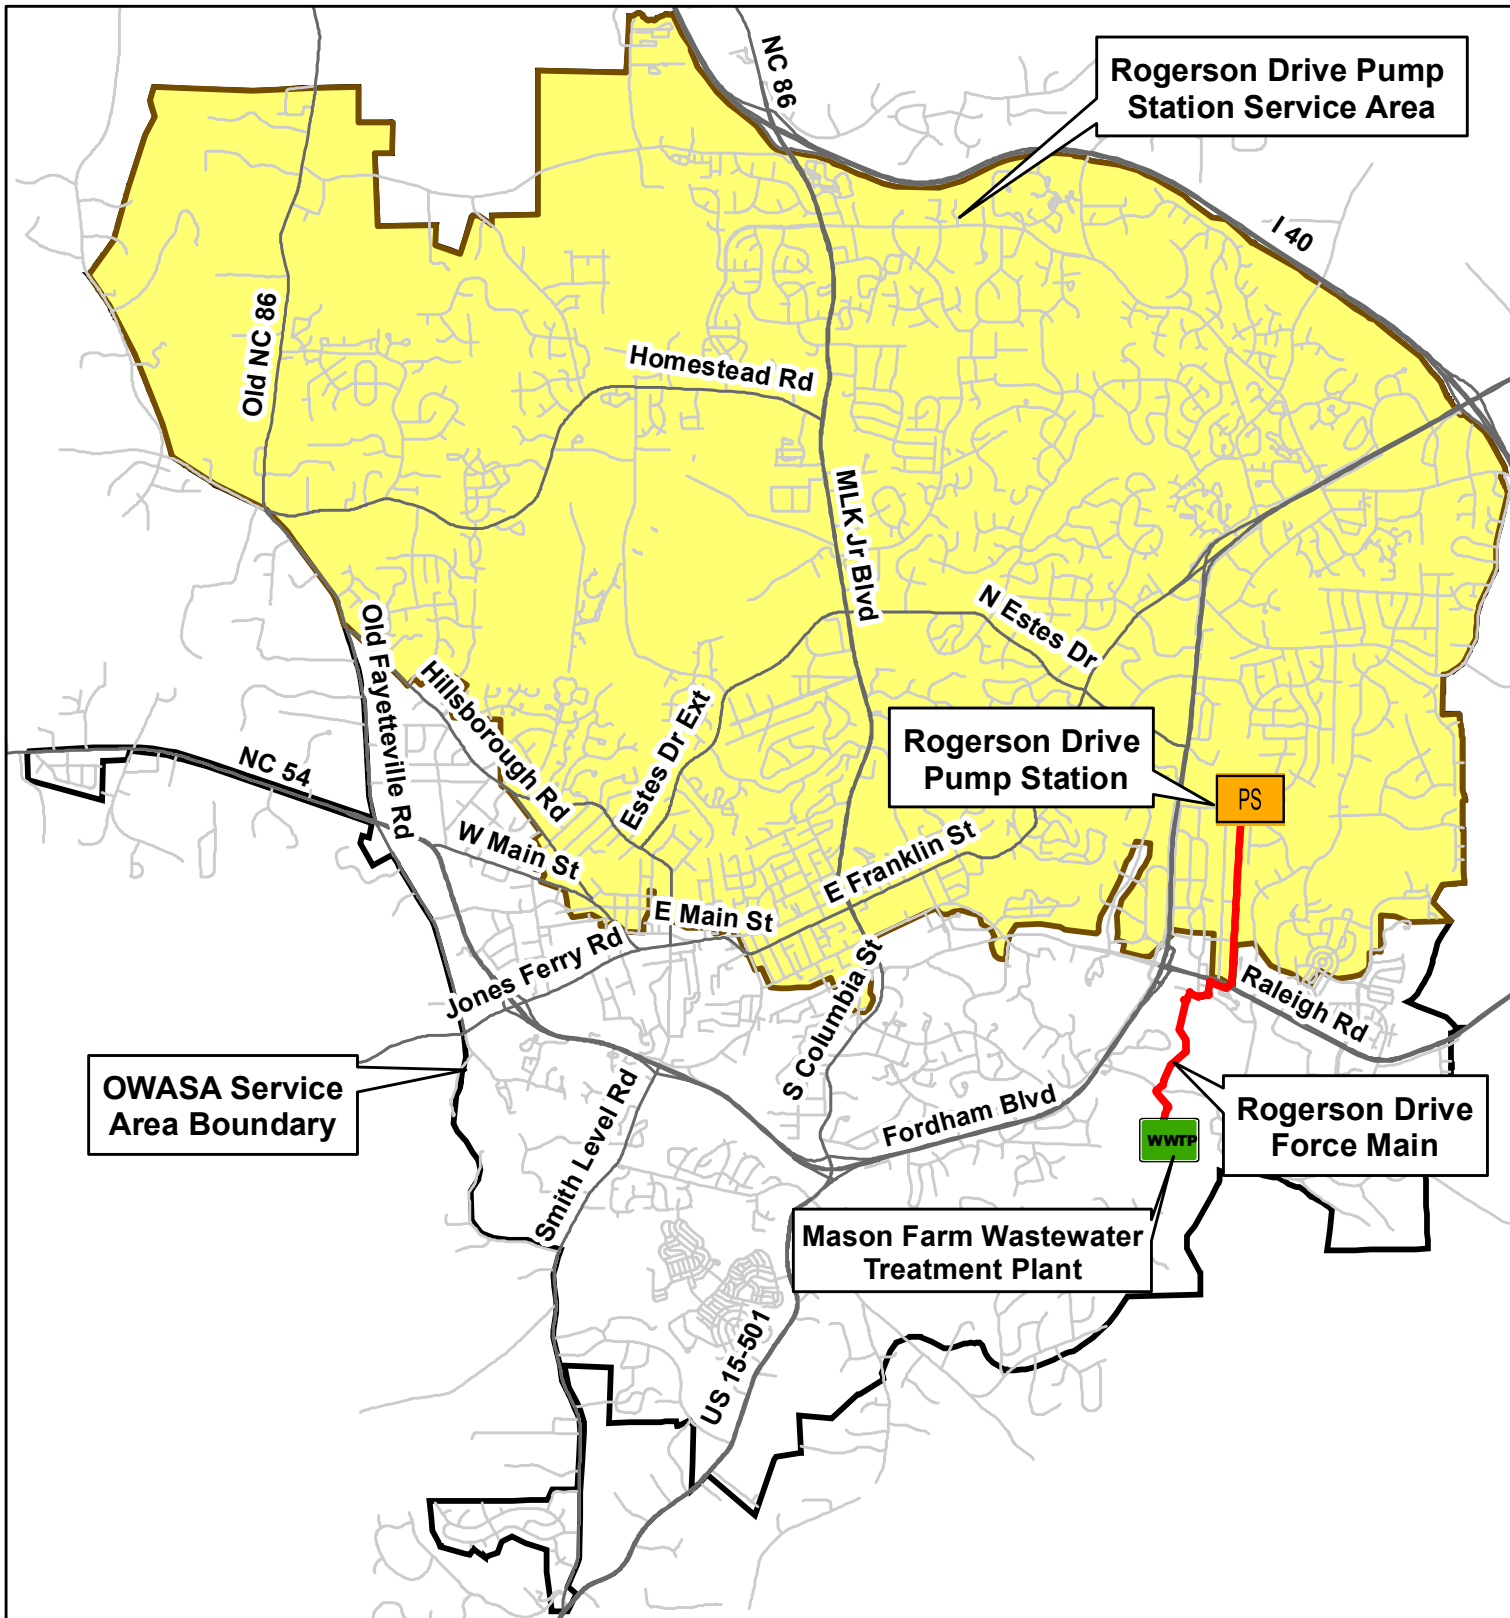 NC 86
Rogerson Drive Pump
Station Service Area
I 40
Old NC 86
Homestead Rd
MLK Jr Blvd
N Estes Dr
Old Fayetteville Rd
Hillsborough Rd
Estes Dr Ext
Rogerson Drive
Pump Station
PS
NC 54
W Main St
E Franklin St
E Main St
Jones Ferry Rd
S Columbia St
Raleigh Rd
OWASA Service
Area Boundary
Smith Level Rd
Fordham Blvd
Rogerson Drive
Force Main
WWTP
Mason Farm Wastewater
Treatment Plant
US 15-501